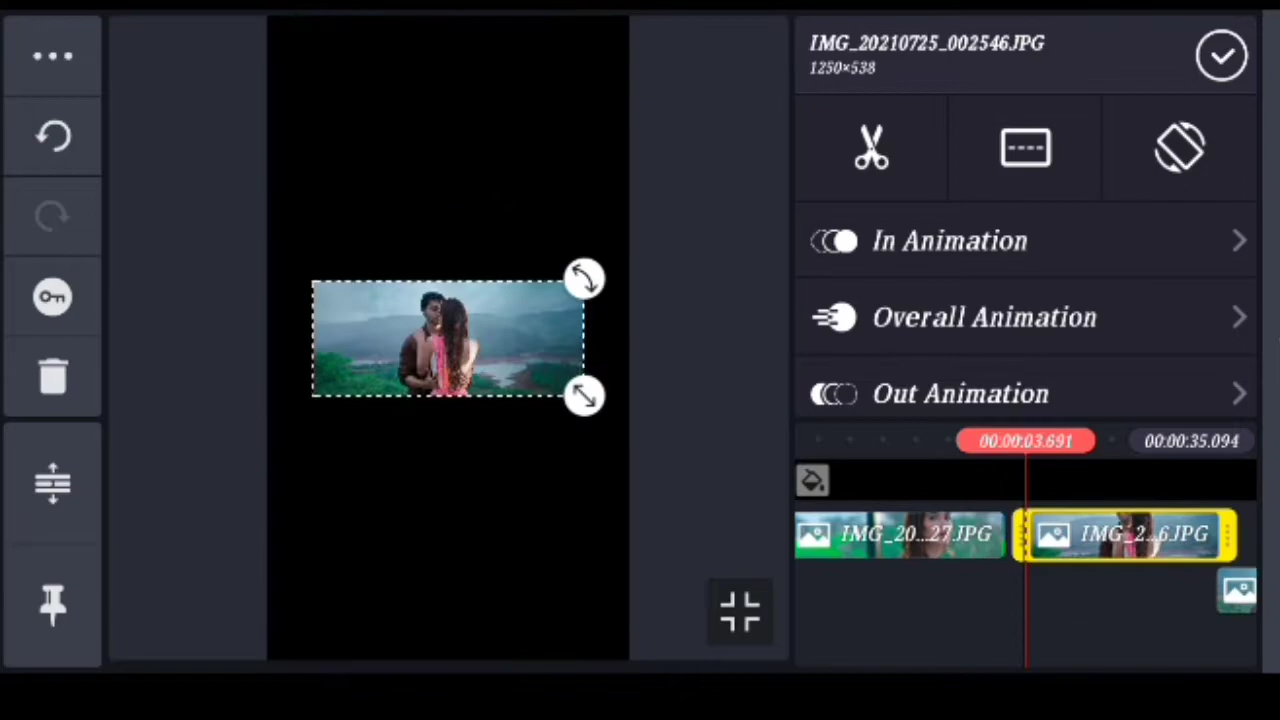 IMG_20210725_002546.JPG
1250×538
In Animation
Overall Animation
Out Animation
00:00:03.691
00:00:35.094
IMG_20...27.JPG
IMG_2...6.JPG